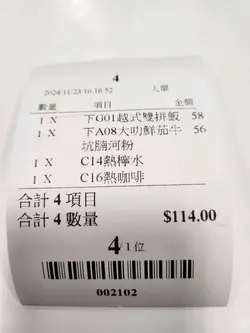 4
2024/11/23 16:16:52 人單
數量 項目 金額
1 X 下G01越式雙拼飯 58
1 X 下A08大叻鮮茄牛 56
坑腩河粉
1 X C14熱檸水
1 X C16熱咖啡
合計 4 項目
合計 4 數量 $114.00
4/1 位
002102